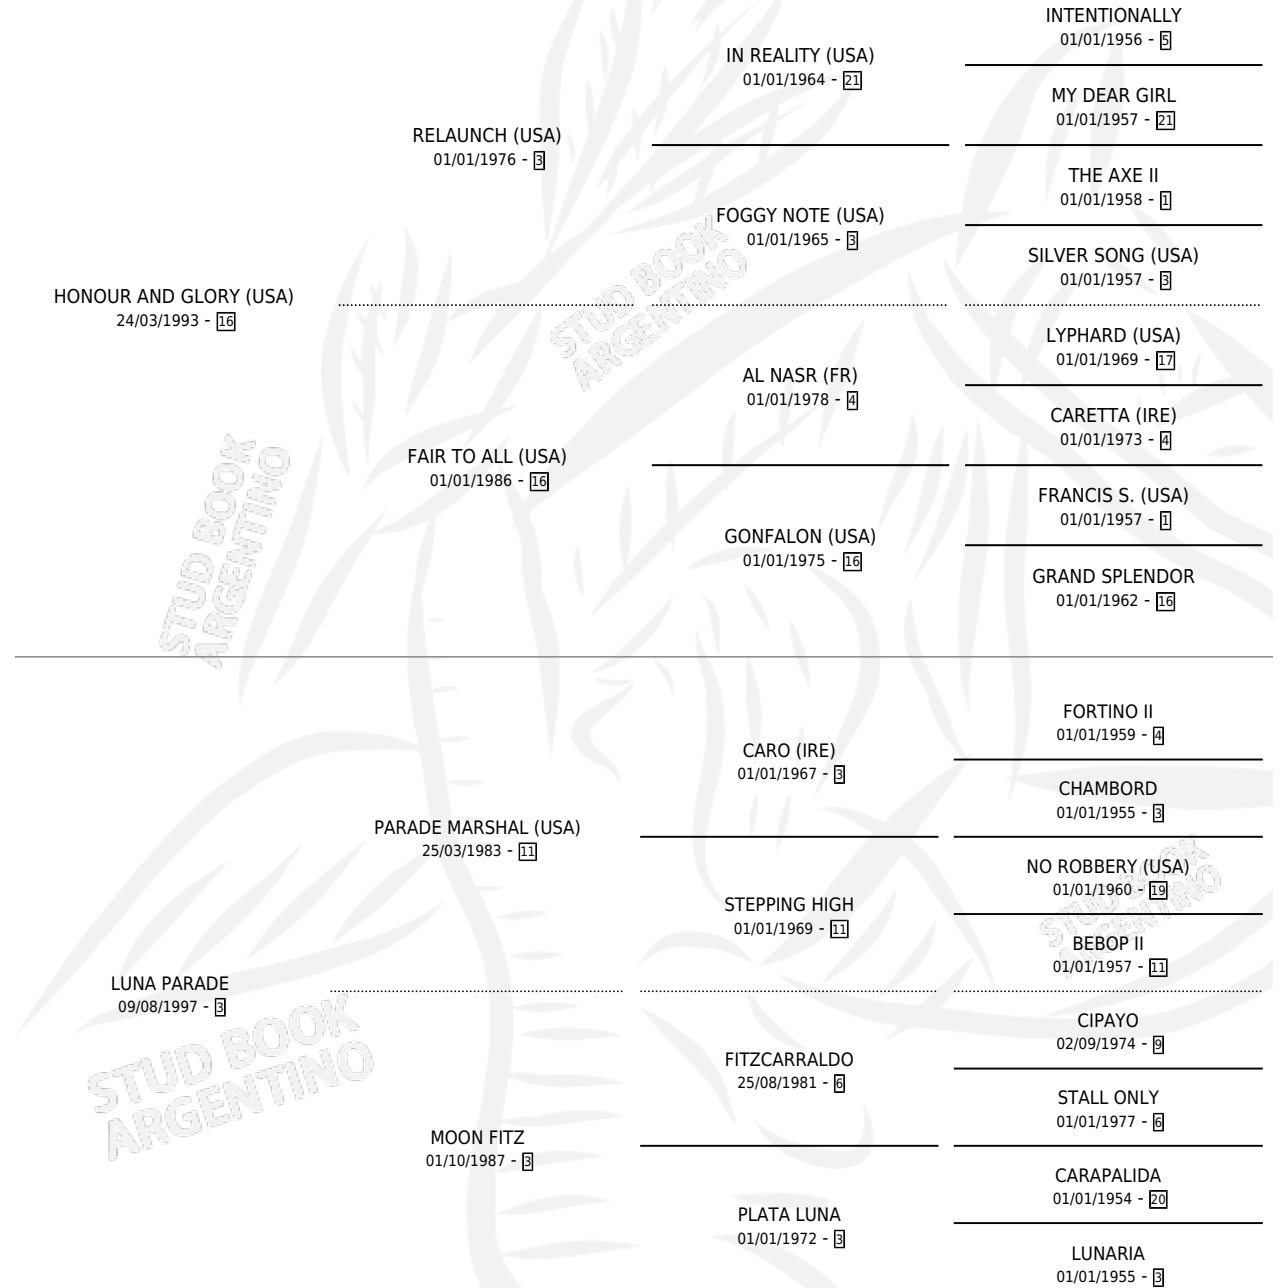 INTENTIONALLY
01/01/1956 - 5
IN REALITY (USA)
01/01/1964 - 21
MY DEAR GIRL
01/01/1957 - 21
RELAUNCH (USA)
01/01/1976 - 3
THE AXE II
01/01/1958 - 1
FOGGY NOTE (USA)
01/01/1965 - 3
SILVER SONG (USA)
01/01/1957 - 3
HONOUR AND GLORY (USA)
24/03/1993 - 16
STUD BOOK
ARGENTINO
LYPHARD (USA)
01/01/1969 - 17
AL NASR (FR)
01/01/1978 - 4
CARETTA (IRE)
01/01/1973 - 4
FAIR TO ALL (USA)
01/01/1986 - 16
FRANCIS S. (USA)
01/01/1957 - 1
GONFALON (USA)
01/01/1975 - 16
GRAND SPLENDOR
01/01/1962 - 16
STUD BOOK
ARGENTINO
FORTINO II
01/01/1959 - 4
CARO (IRE)
01/01/1967 - 3
CHAMBORD
01/01/1955 - 3
PARADE MARSHAL (USA)
25/03/1983 - 11
NO ROBBERY (USA)
01/01/1960 - 19
STEPPING HIGH
01/01/1969 - 11
BEBOP II
01/01/1957 - 11
STUD BOOK
ARGENTINO
LUNA PARADE
09/08/1997 - 3
CIPAYO
02/09/1974 - 9
FITZCARRALDO
25/08/1981 - 6
STALL ONLY
01/01/1977 - 6
STUD BOOK
ARGENTINO
MOON FITZ
01/10/1987 - 3
CARAPALIDA
01/01/1954 - 20
PLATA LUNA
01/01/1972 - 3
LUNARIA
01/01/1955 - 3